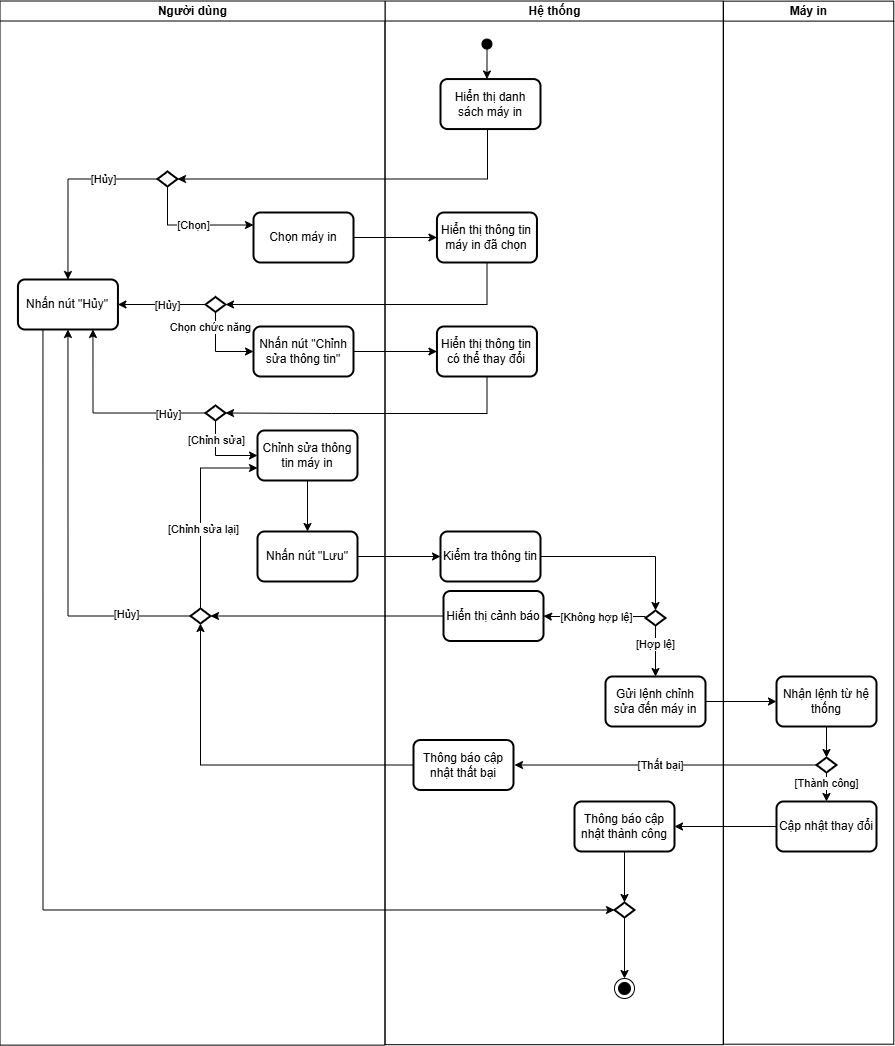 Người dùng
Hệ thống
Máy in
Hiển thị danh
sách máy in
[Hủy]
[Chọn]
Chọn máy in
Hiển thị thông tin
máy in đã chọn
Nhấn nút "Hủy"
[Hủy]
Chọn chức năng
Nhấn nút "Chỉnh
sửa thông tin"
Hiển thị thông tin
có thể thay đổi
[Hủy]
[Chỉnh sửa]
Chỉnh sửa thông
tin máy in
[Chỉnh sửa lại]
Nhấn nút "Lưu"
Kiểm tra thông tin
[Hủy]
Hiển thị cảnh báo
[Không hợp lệ]
[Hợp lệ]
Gửi lệnh chỉnh
sửa đến máy in
Nhận lệnh từ hệ
thống
Thông báo cập
nhật thất bại
[Thất bại]
[Thành công]
Thông báo cập
nhật thành công
Cập nhật thay đổi